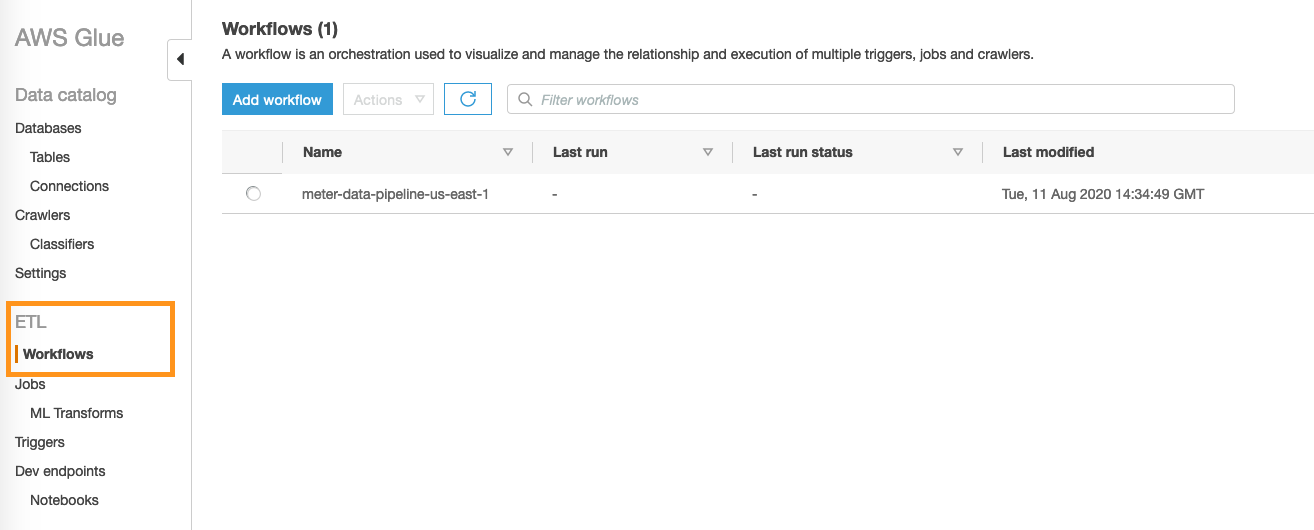 AWS Glue
Data catalog
Databases
Tables
Connections
Crawlers
Classifiers
Settings
ETL
Workflows
Jobs
ML Transforms
Triggers
Dev endpoints
Notebooks
Workflows (1)
A workflow is an orchestration used to visualize and manage the relationship and execution of multiple triggers, jobs and crawlers.
Add workflow Actions Filter workflows
Name Last run Last run status Last modified
meter-data-pipeline-us-east-1 - - Tue, 11 Aug 2020 14:34:49 GMT